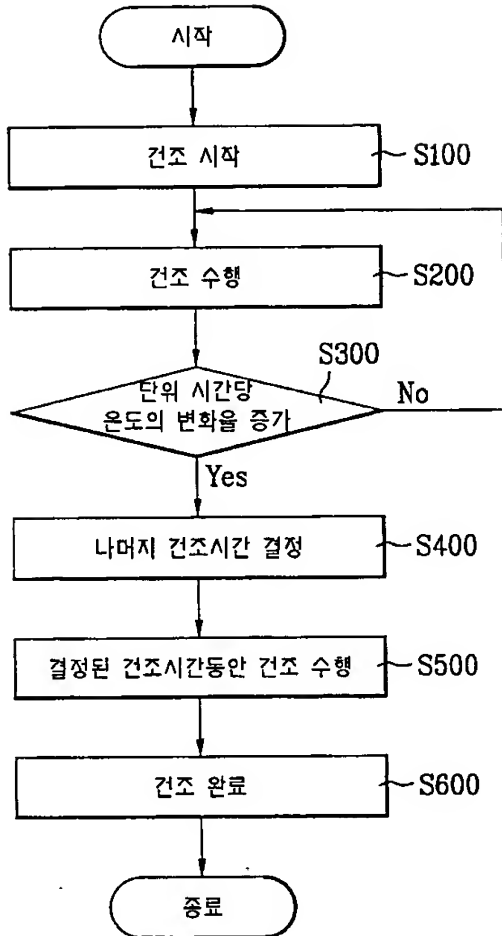 시작
건조 시작
S100
건조 수행
S200
S300
단위 시간당
온도의 변화율 증가
No
Yes
나머지 건조시간 결정
S400
결정된 건조시간동안 건조 수행
S500
건조 완료
S600
종료